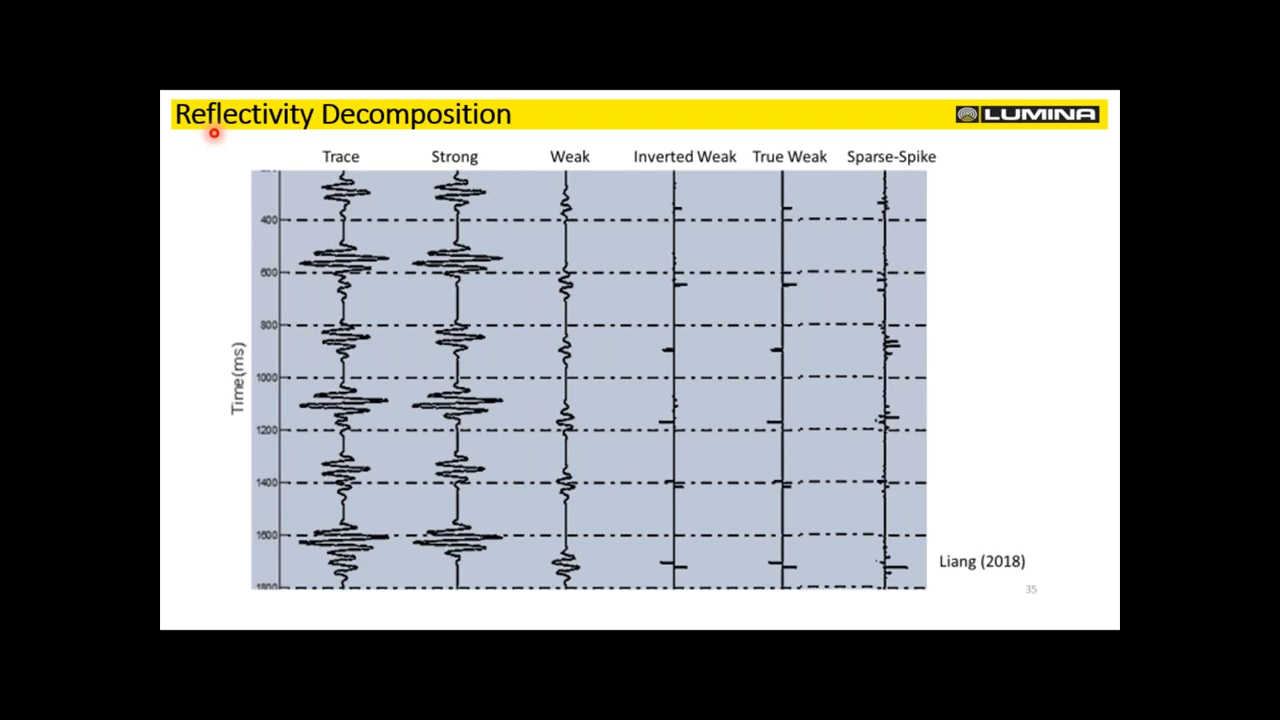 Reflectivity Decomposition
LUMINA
Trace Strong Weak Inverted Weak True Weak Sparse-Spike
400
600
800
1000
1200
1400
1600
1800
Time(ms)
Liang (2018)
35